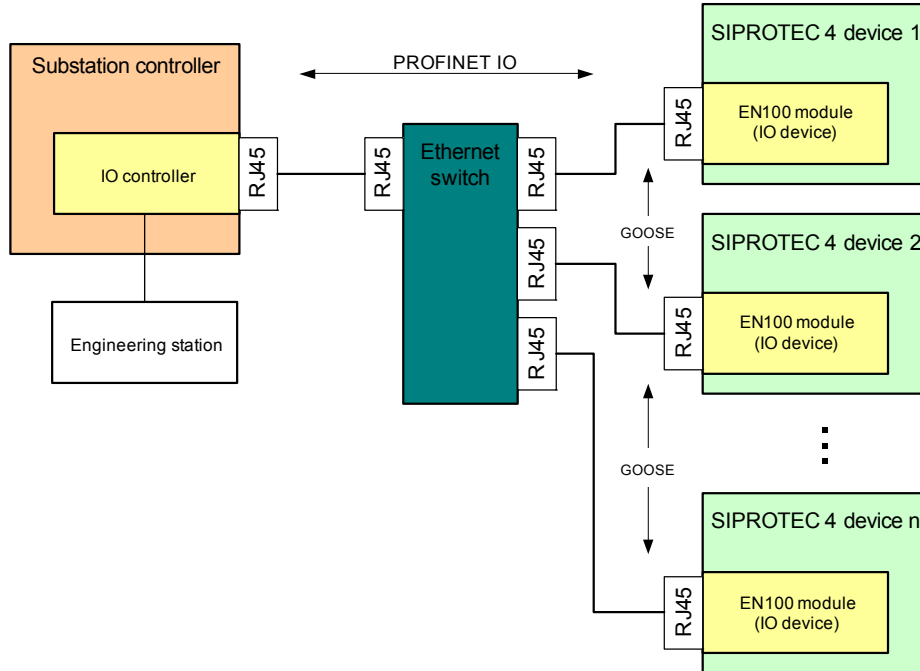 Substation controller
IO controller
RJ45
Engineering station
PROFINET IO
RJ45
Ethernet
switch
RJ45
RJ45
RJ45
SIPROTEC 4 device 1
RJ45
EN100 module
(IO device)
GOOSE
SIPROTEC 4 device 2
RJ45
EN100 module
(IO device)
GOOSE
SIPROTEC 4 device n
RJ45
EN100 module
(IO device)